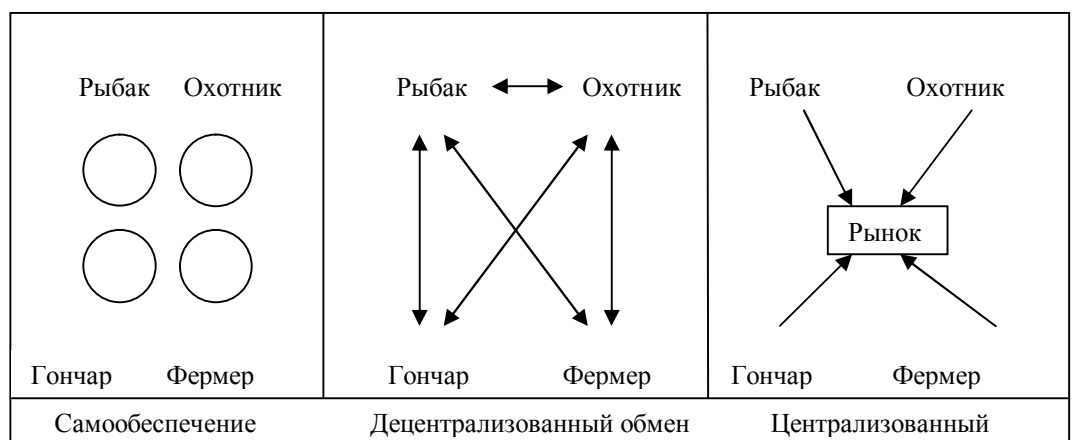 Рыбак Охотник
Гончар Фермер
Самообеспечение
Рыбак Охотник
Гончар Фермер
Децентрализованный обмен
Рыбак Охотник
Рынок
Гончар Фермер
Централизованный